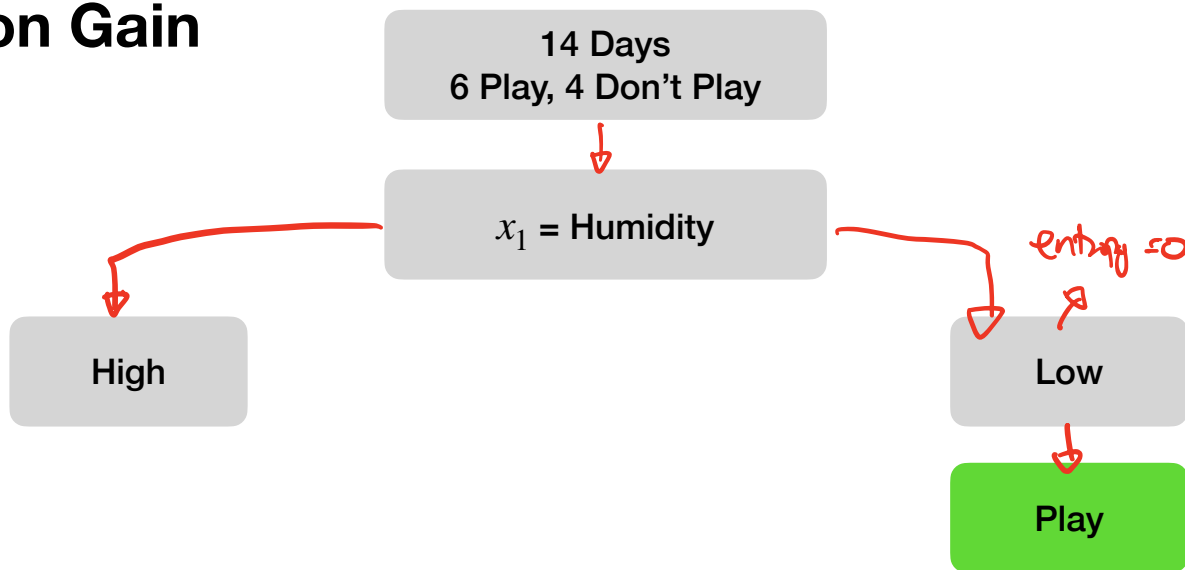 on Gain
14 Days
6 Play, 4 Don't Play
x₁ = Humidity
entropy =0
High
Low
Play